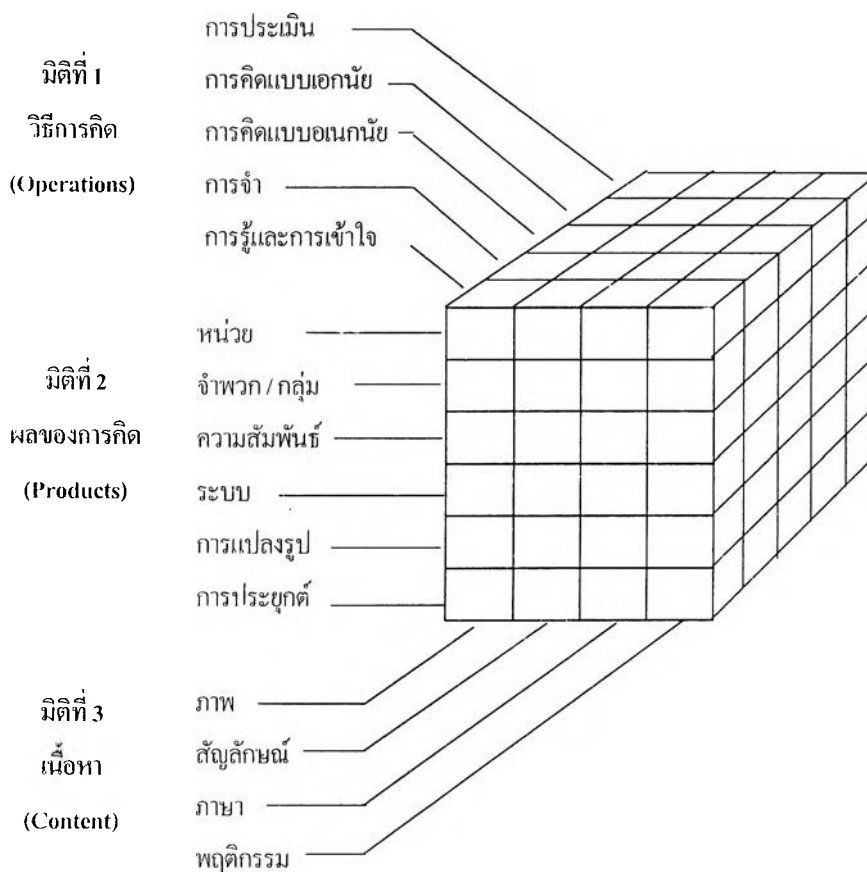 การประเมิน
มิติที่ 1
การคิดแบบเอกนัย
วิธีการคิด
การคิดแบบอเนกนัย
(Operations)
การจำ
การรู้และการเข้าใจ
หน่วย
มิติที่ 2
จำพวก / กลุ่ม
ผลของการคิด
ความสัมพันธ์
(Products)
ระบบ
การแปลงรูป
การประยุกต์
มิติที่ 3
ภาพ
เนื้อหา
สัญลักษณ์
(Content)
ภาษา
พฤติกรรม